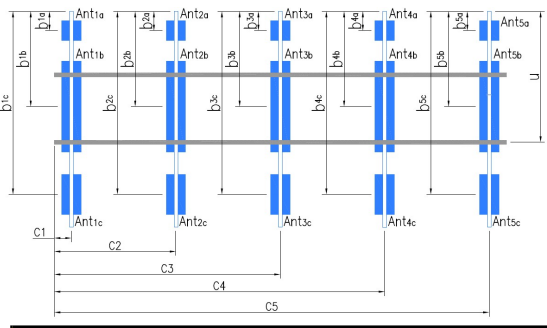 Ant1a Ant2a Ant3a Ant4a Ant5a
b1a b2a b3a b4a b5a
b1b b2b b3b b4b b5b
Ant1b Ant2b Ant3b Ant4b Ant5b
b1c b2c b3c b4c b5c
u
Ant1c Ant2c Ant3c Ant4c Ant5c
C1
C2
C3
C4
C5